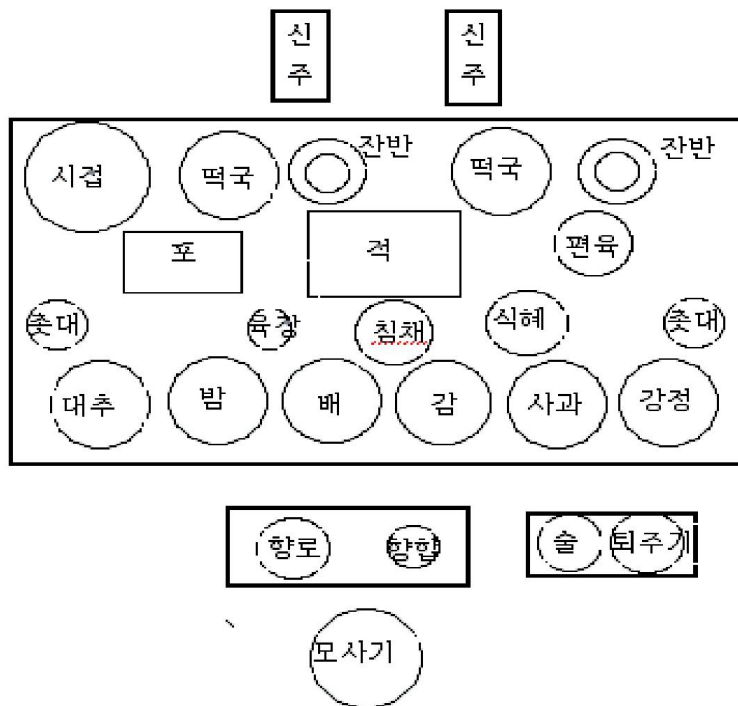 신주 신주
시접 떡국 잔반 떡국 잔반
포 적 편육
촛대 육장 침채 식혜 촛대
대추 밤 배 감 사과 강정
향로 향합 술 퇴주기
모사기